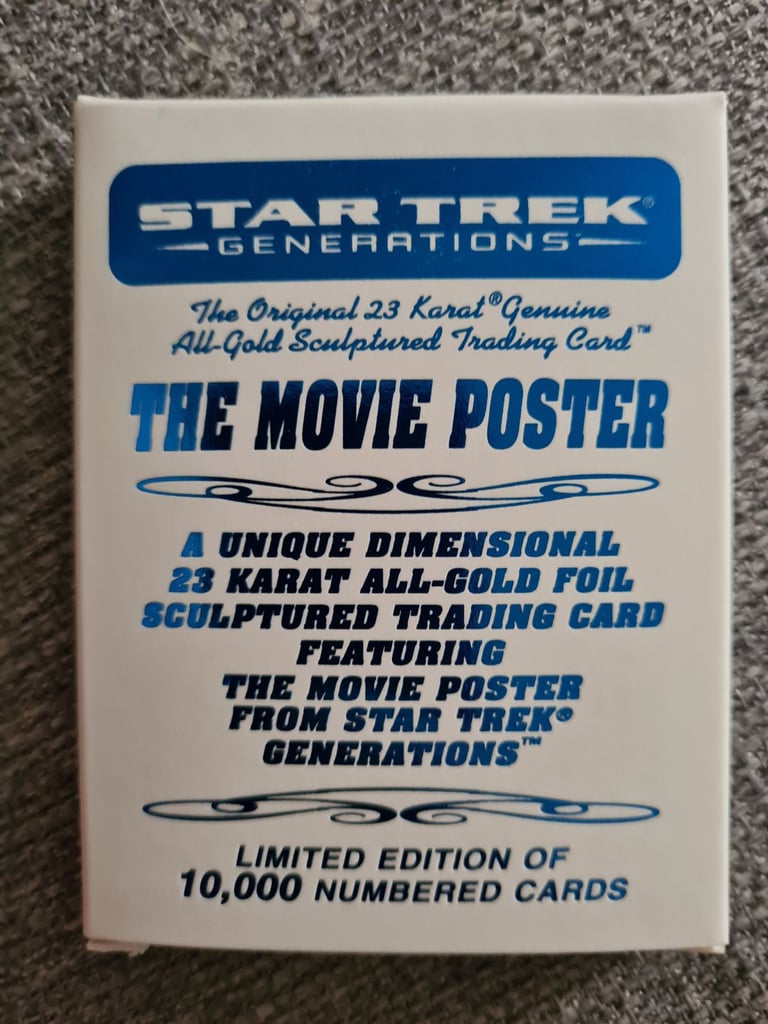 STAR TREK®
GENERATIONS
The Original 23 Karat® Genuine
All-Gold Sculptured Trading Card™
THE MOVIE POSTER
A UNIQUE DIMENSIONAL
23 KARAT ALL-GOLD FOIL
SCULPTURED TRADING CARD
FEATURING
THE MOVIE POSTER
FROM STAR TREK®
GENERATIONS™
LIMITED EDITION OF
10,000 NUMBERED CARDS